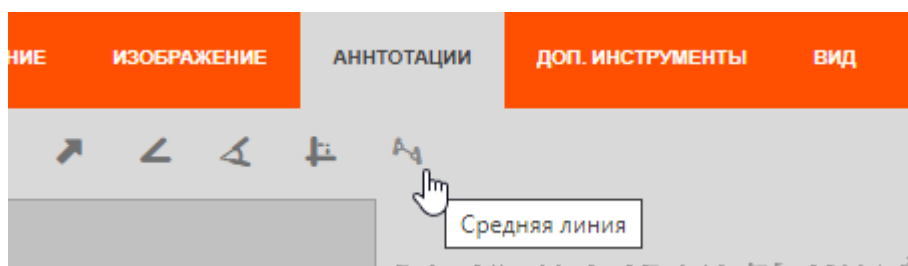 НИЕ ИЗОБРАЖЕНИЕ АННТОТАЦИИ ДОП. ИНСТРУМЕНТЫ ВИД
Средняя линия